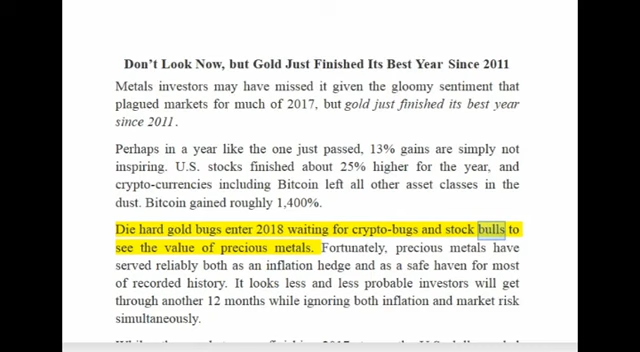 Don't Look Now, but Gold Just Finished Its Best Year Since 2011
Metals investors may have missed it given the gloomy sentiment that
plagued markets for much of 2017, but gold just finished its best year
since 2011.
Perhaps in a year like the one just passed, 13% gains are simply not
inspiring. U.S. stocks finished about 25% higher for the year, and
crypto-currencies including Bitcoin left all other asset classes in the
dust. Bitcoin gained roughly 1,400%.
Die hard gold bugs enter 2018 waiting for crypto-bugs and stock bulls to
see the value of precious metals. Fortunately, precious metals have
served reliably both as an inflation hedge and as a safe haven for most
of recorded history. It looks less and less probable investors will get
through another 12 months while ignoring both inflation and market risk
simultaneously.